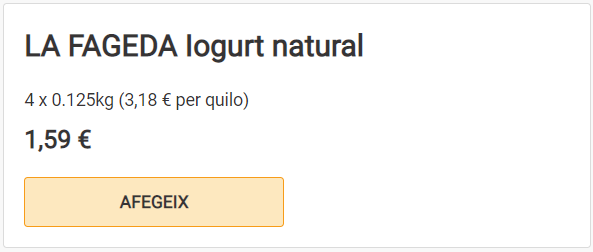 LA FAGEDA Iogurt natural
4 x 0.125kg (3,18 € per quilo)
1,59 €
AFEGEIX